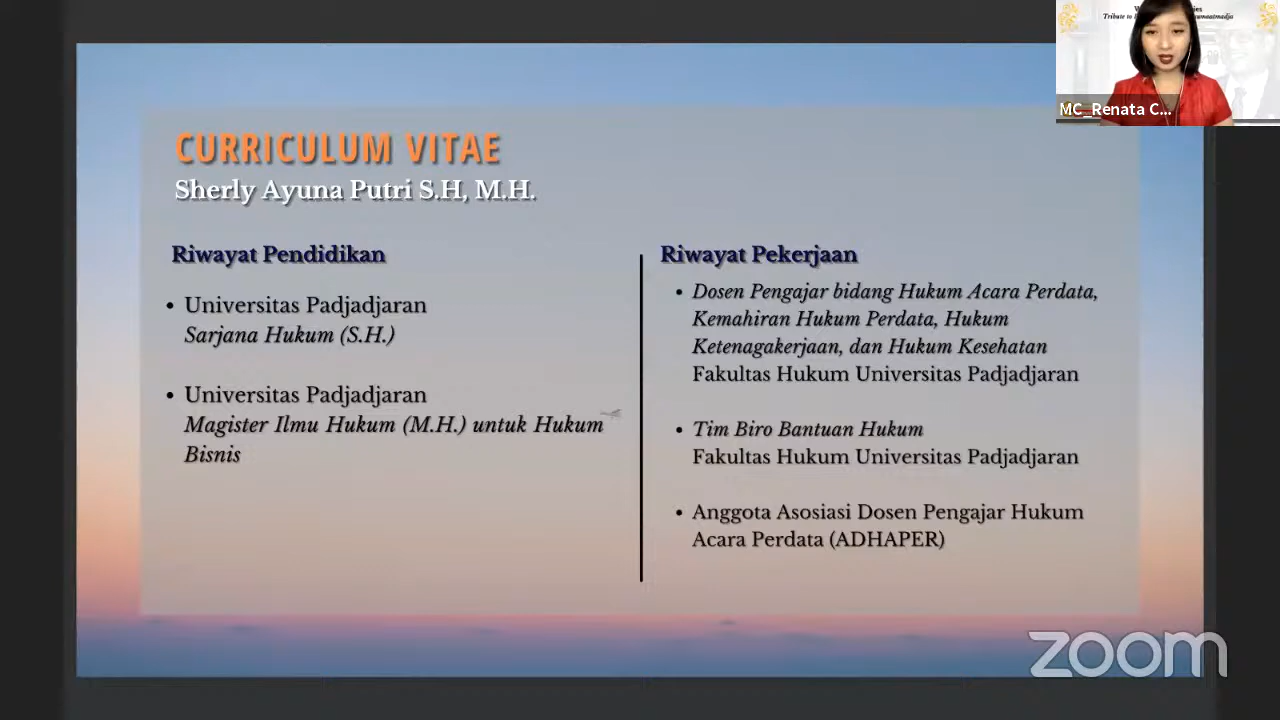 Tribute to
MC_Renata C...
CURRICULUM VITAE
Sherly Ayuna Putri S.H, M.H.
Riwayat Pendidikan
• Universitas Padjadjaran
Sarjana Hukum (S.H.)
• Universitas Padjadjaran
Magister Ilmu Hukum (M.H.) untuk Hukum
Bisnis
Riwayat Pekerjaan
• Dosen Pengajar bidang Hukum Acara Perdata,
Kemahiran Hukum Perdata, Hukum
Ketenagakerjaan, dan Hukum Kesehatan
Fakultas Hukum Universitas Padjadjaran
• Tim Biro Bantuan Hukum
Fakultas Hukum Universitas Padjadjaran
• Anggota Asosiasi Dosen Pengajar Hukum
Acara Perdata (ADHAPER)
zoom